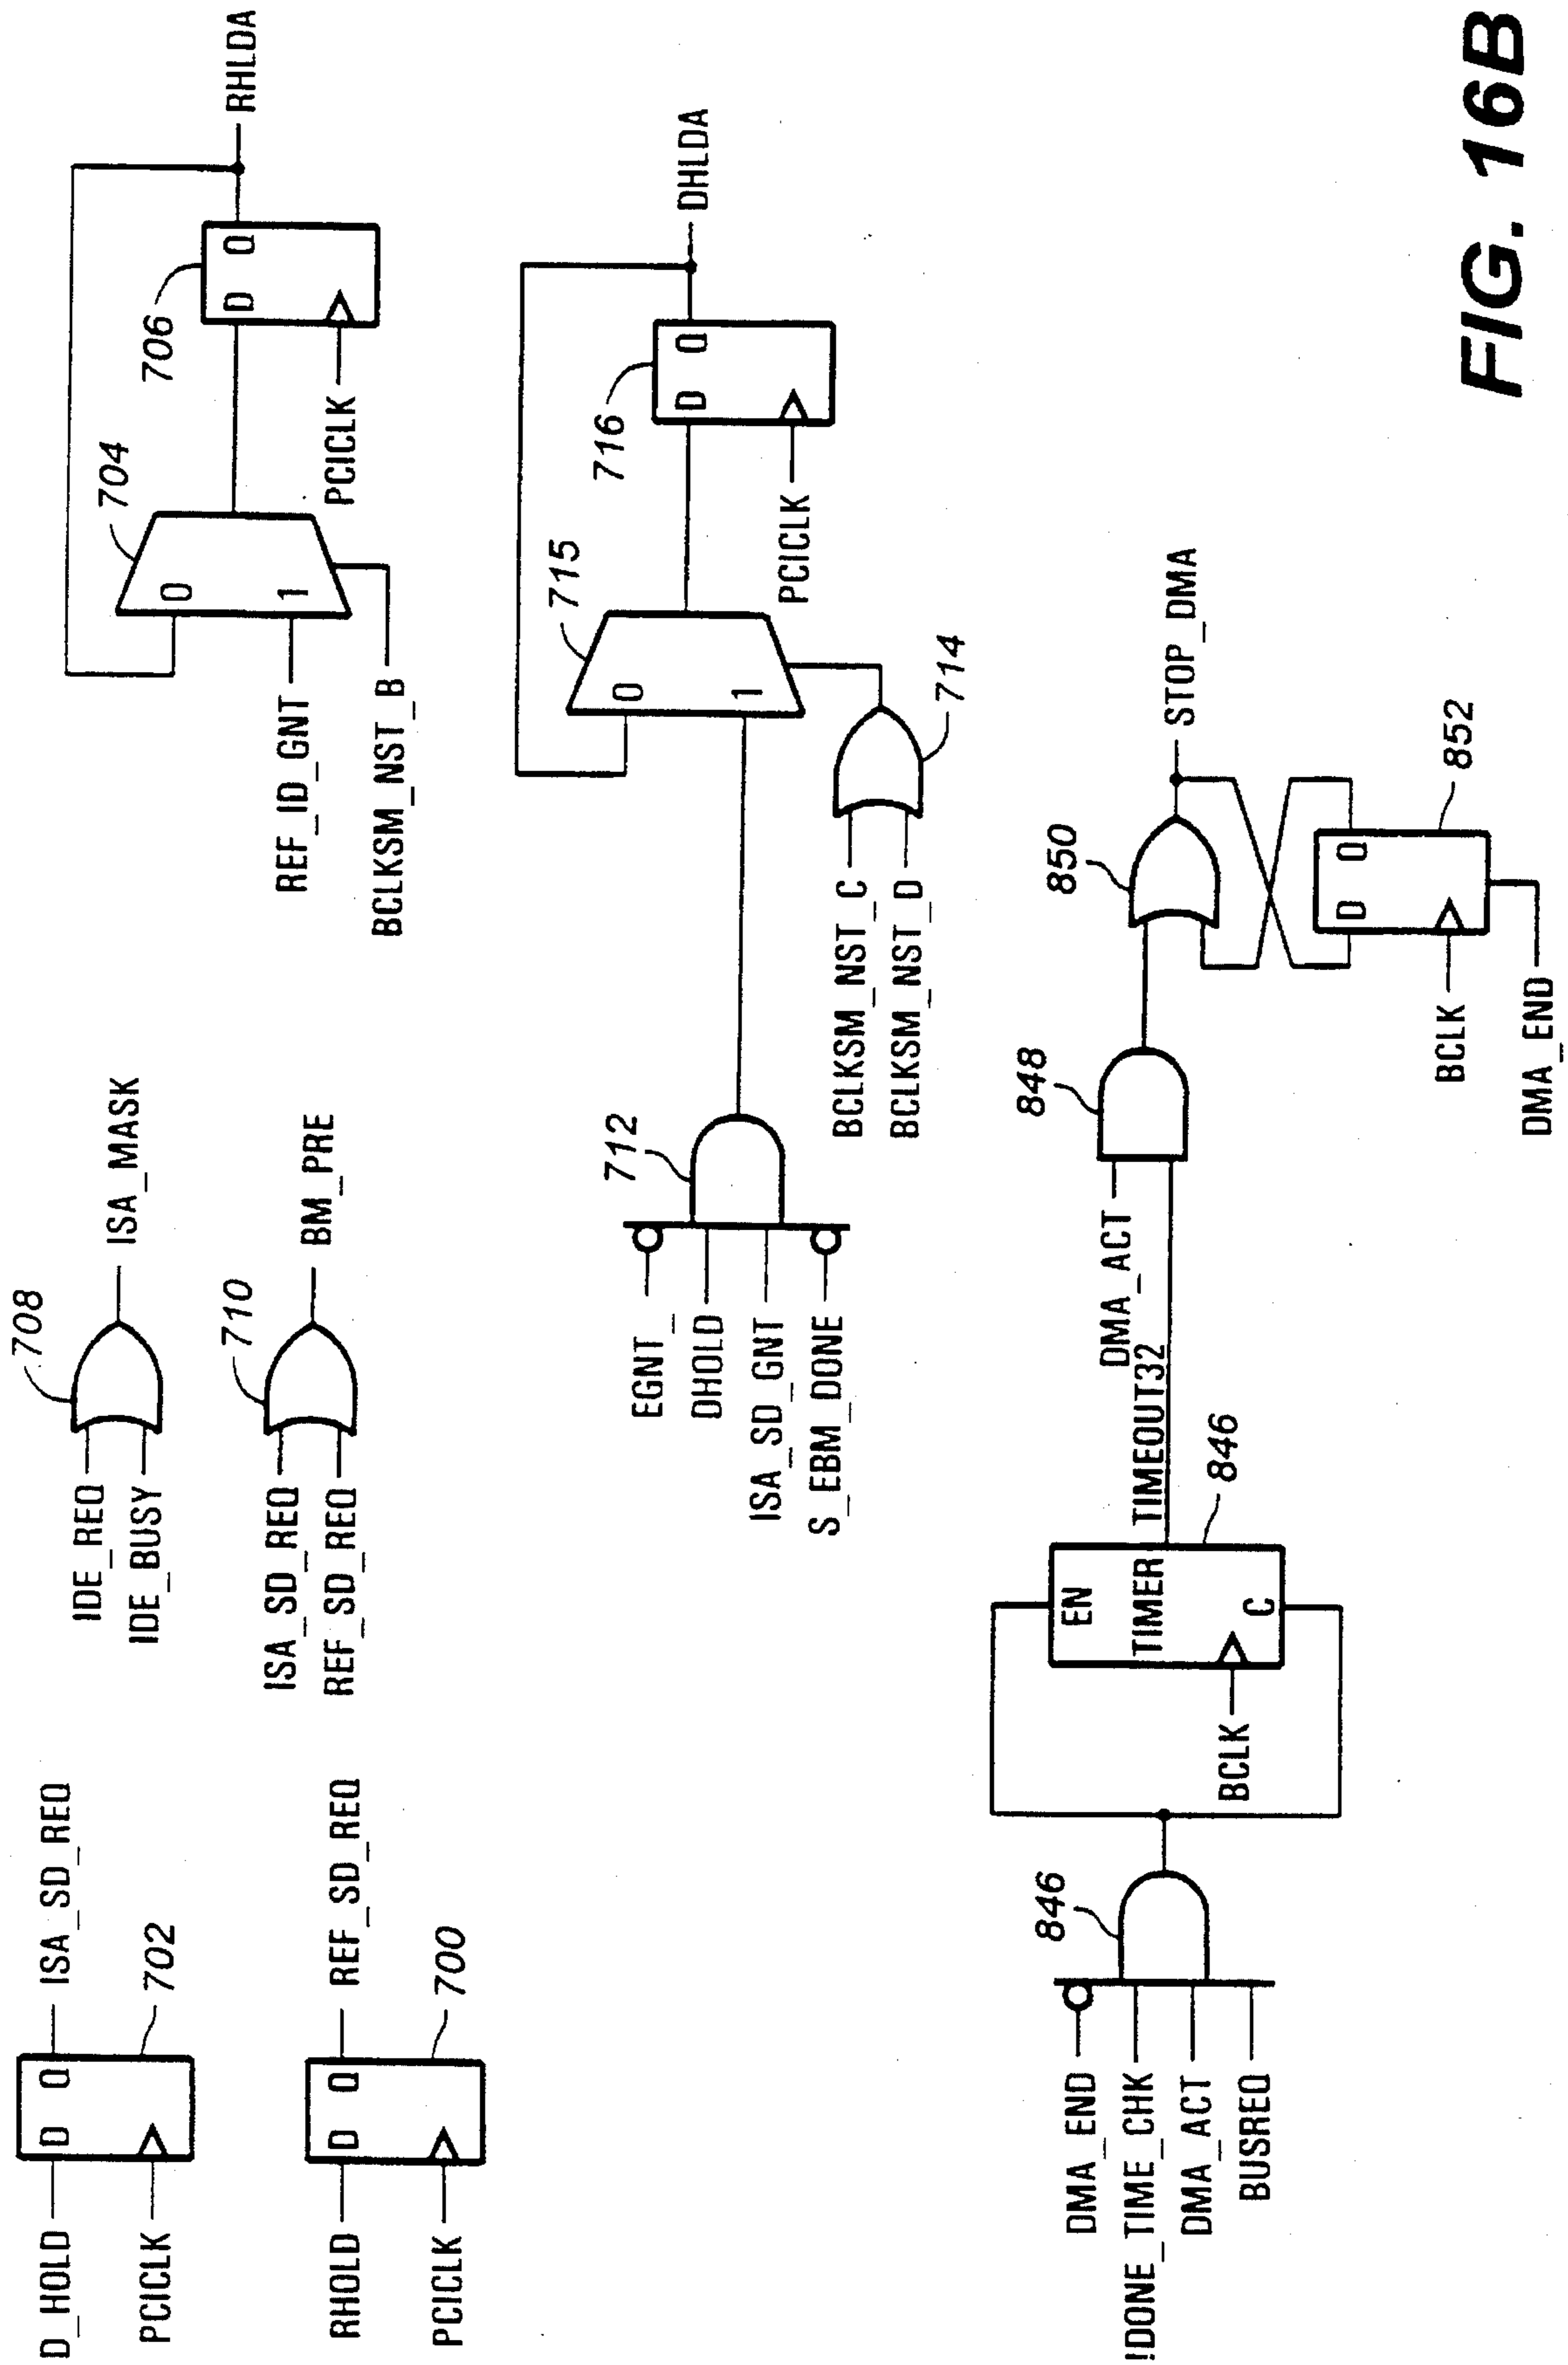 D_HOLD
D Q
ISA_SD_REQ
PCICLK
702
RHOLD
D Q
REF_SD_REQ
PCICLK
700
708
IDE_REQ
IDE_BUSY
ISA_MASK
710
ISA_SD_REQ
REF_SD_REQ
BM_PRE
704
0
1
REF_ID_GNT
BCLKSM_NST_B
706
D Q
PCICLK
RHLDA
712
EGNT_
DHOLD
ISA_SD_GNT
S_EBM_DONE
715
0
1
BCLKSM_NST_C
BCLKSM_NST_D
714
716
D Q
PCICLK
DHLDA
846
DMA_END
!DONE_TIME_CHK
DMA_ACT
BUSREQ
EN
TIMER
C
BCLK
846
TIMEOUT32
DMA_ACT
848
850
STOP_DMA
D Q
BCLK
852
DMA_END
FIG. 16B